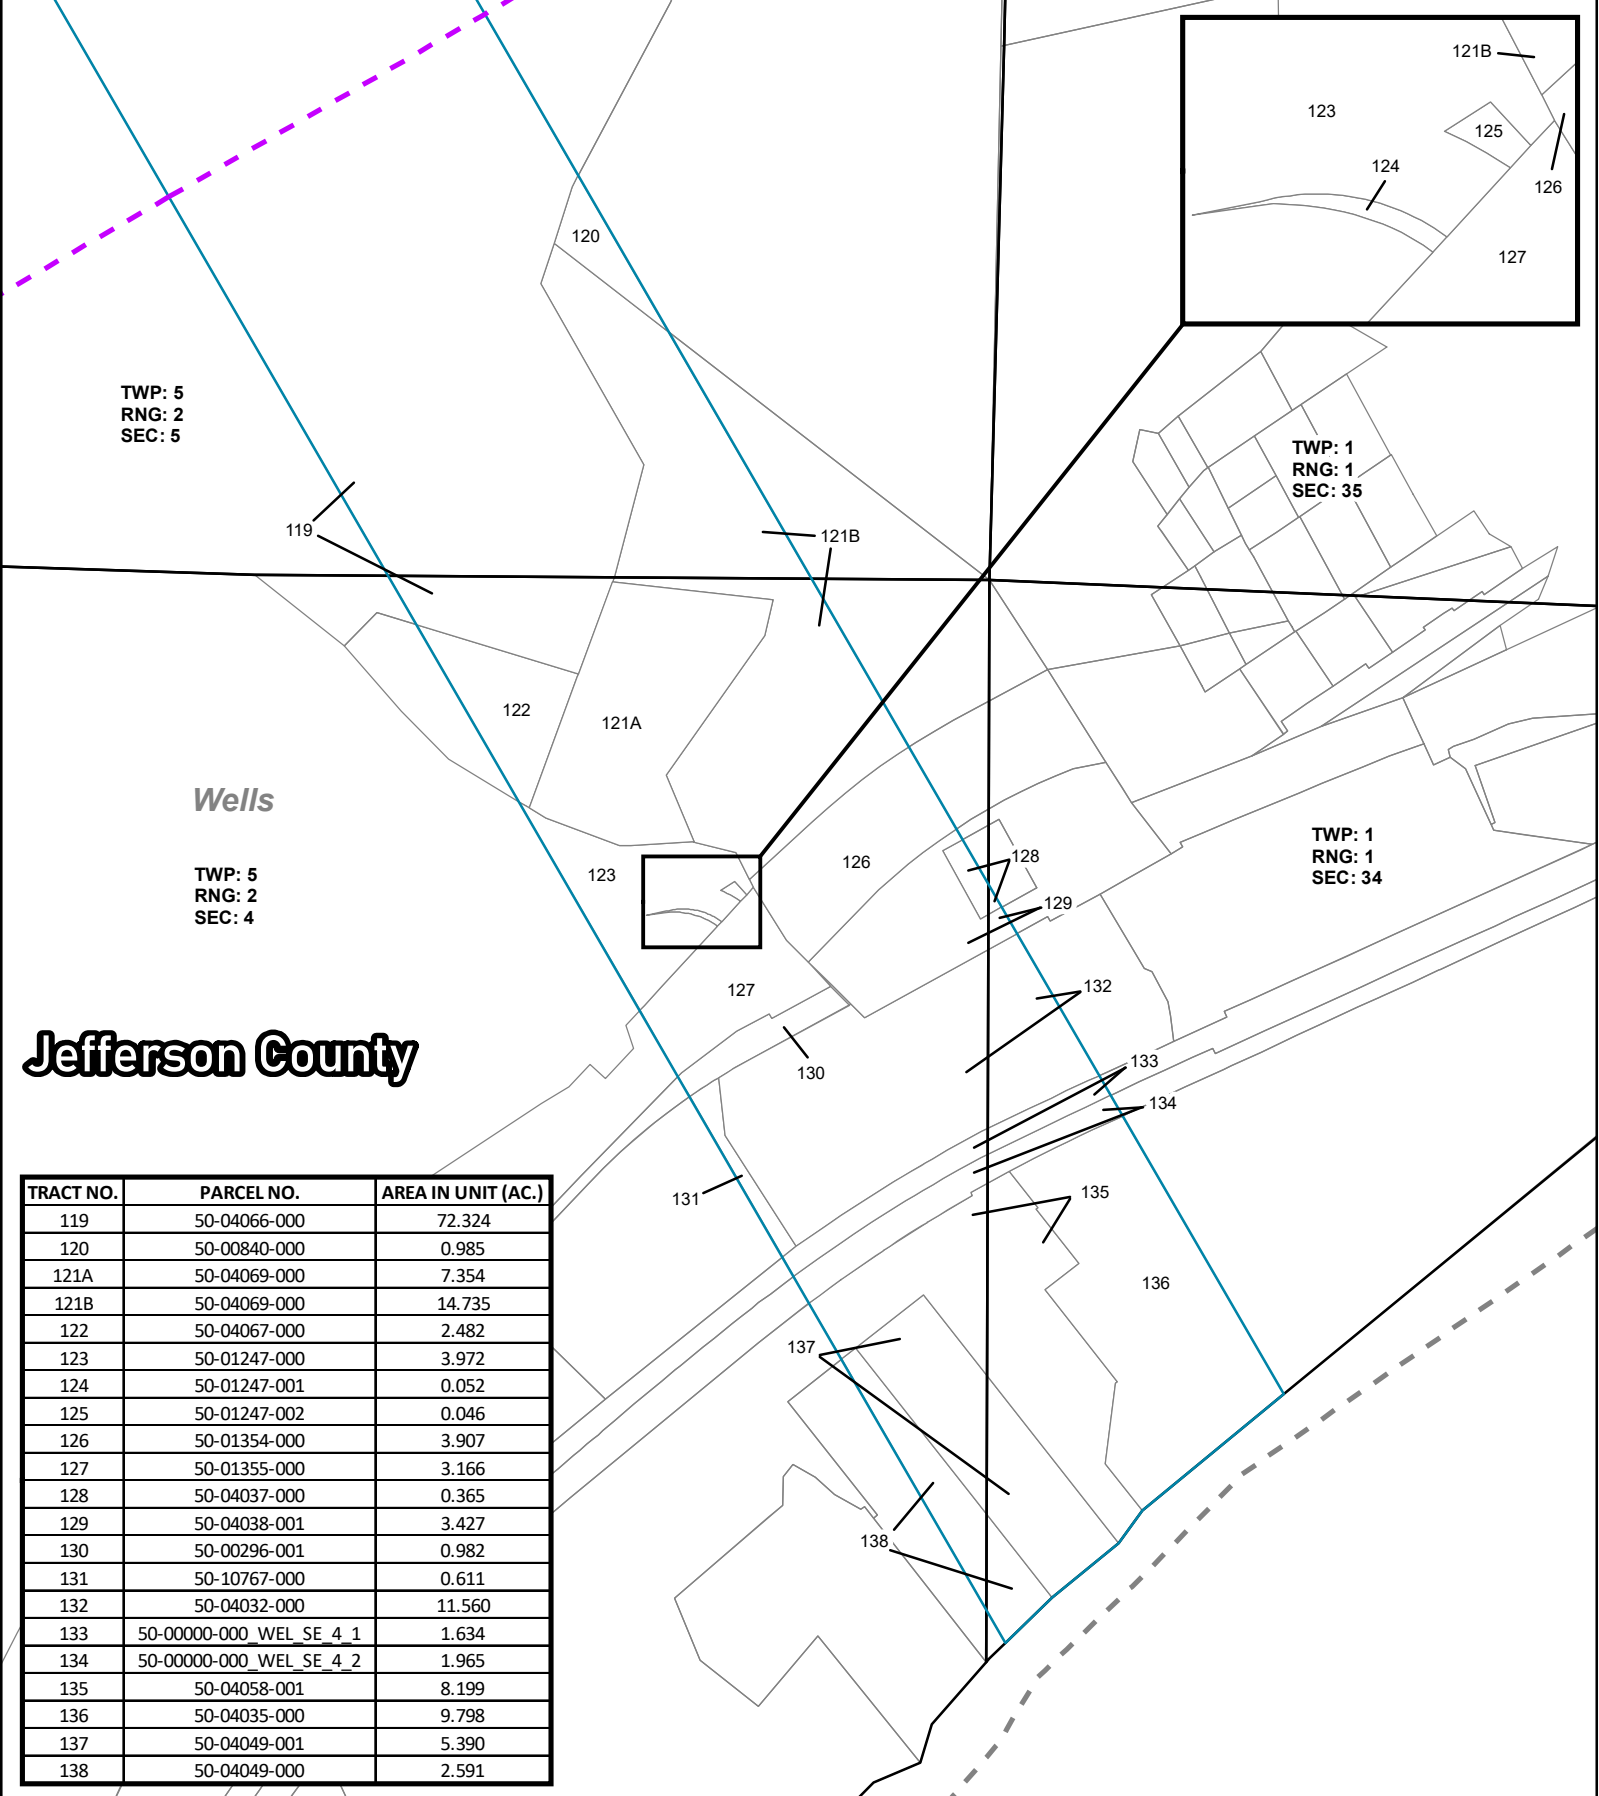 121B
123
125
124
126
127
120
TWP: 5
RNG: 2
SEC: 5
TWP: 1
RNG: 1
SEC: 35
119
121B
122
121A
Wells
TWP: 5
RNG: 2
SEC: 4
123
126
128
TWP: 1
RNG: 1
SEC: 34
129
127
132
Jefferson County
130
133
134
131
135
136
137
138
TRACT NO. PARCEL NO. AREA IN UNIT (AC.)
119 50-04066-000 72.324
120 50-00840-000 0.985
121A 50-04069-000 7.354
121B 50-04069-000 14.735
122 50-04067-000 2.482
123 50-01247-000 3.972
124 50-01247-001 0.052
125 50-01247-002 0.046
126 50-01354-000 3.907
127 50-01355-000 3.166
128 50-04037-000 0.365
129 50-04038-001 3.427
130 50-00296-001 0.982
131 50-10767-000 0.611
132 50-04032-000 11.560
133 50-00000-000_WEL_SE_4_1 1.634
134 50-00000-000_WEL_SE_4_2 1.965
135 50-04058-001 8.199
136 50-04035-000 9.798
137 50-04049-001 5.390
138 50-04049-000 2.591